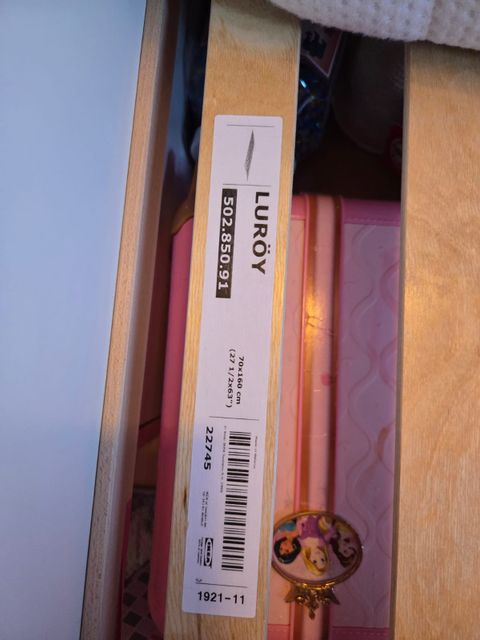 LURÖY
502.850.91
70x160 cm
(27 1/2x63")
22745
IKEA
1921-11